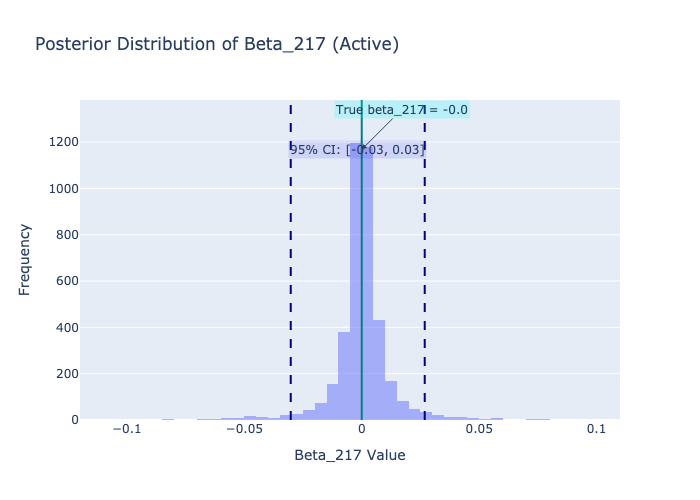 Posterior Distribution of Beta_217 (Active)
True beta_217 = -0.0
95% CI: [-0.03, 0.03]
1200
1000
800
600
400
200
0
Frequency
−0.1
−0.05
0
0.05
0.1
Beta_217 Value